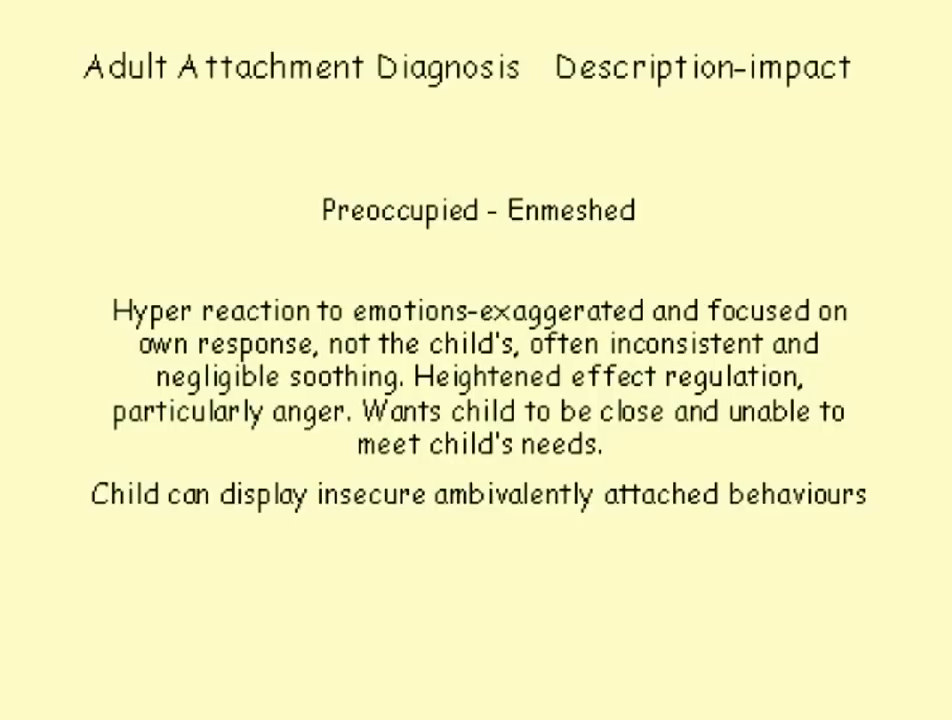 Adult Attachment Diagnosis Description-impact
Preoccupied - Enmeshed
Hyper reaction to emotions-exaggerated and focused on
own response, not the child's, often inconsistent and
negligible soothing. Heightened effect regulation,
particularly anger. Wants child to be close and unable to
meet child's needs.
Child can display insecure ambivalently attached behaviours